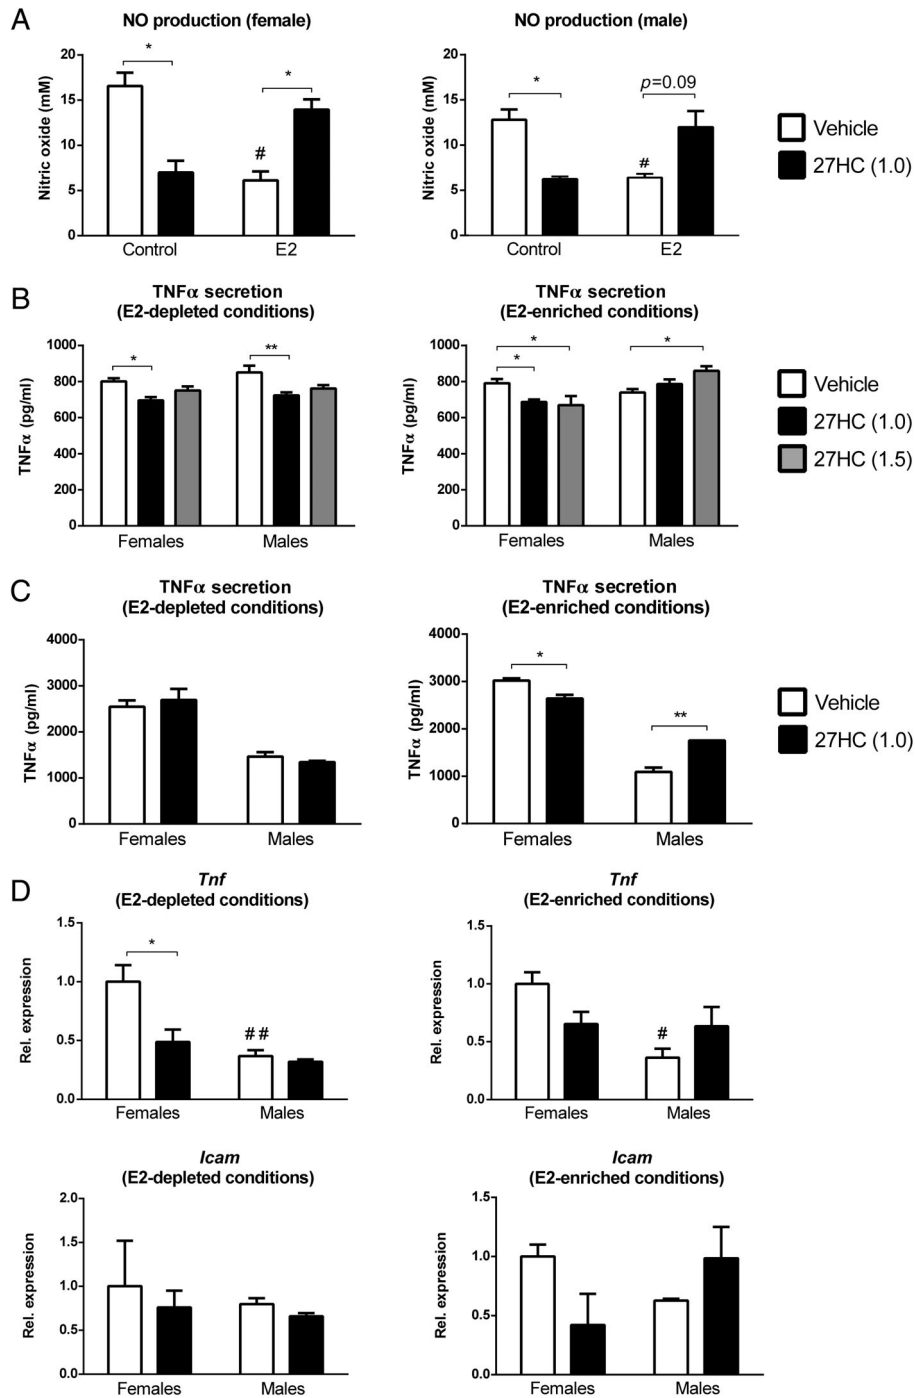 A
NO production (female)
NO production (male)
Nitric oxide (mM)
20
15
10
5
0
*
*
#
Control
E2
Nitric oxide (mM)
20
15
10
5
0
*
p=0.09
#
Control
E2
Vehicle
27HC (1.0)
B
TNFα secretion
(E2-depleted conditions)
TNFα (pg/ml)
1000
800
600
400
200
0
*
**
Females
Males
TNFα secretion
(E2-enriched conditions)
TNFα (pg/ml)
1000
800
600
400
200
0
*
*
*
Females
Males
Vehicle
27HC (1.0)
27HC (1.5)
C
TNFα secretion
(E2-depleted conditions)
TNFα (pg/ml)
4000
3000
2000
1000
0
Females
Males
TNFα secretion
(E2-enriched conditions)
TNFα (pg/ml)
4000
3000
2000
1000
0
*
**
Females
Males
Vehicle
27HC (1.0)
D
Tnf
(E2-depleted conditions)
Rel. expression
1.5
1.0
0.5
0.0
*
##
Females
Males
Tnf
(E2-enriched conditions)
Rel. expression
1.5
1.0
0.5
0.0
#
Females
Males
Icam
(E2-depleted conditions)
Rel. expression
2.0
1.5
1.0
0.5
0.0
Females
Males
Icam
(E2-enriched conditions)
Rel. expression
1.5
1.0
0.5
0.0
Females
Males